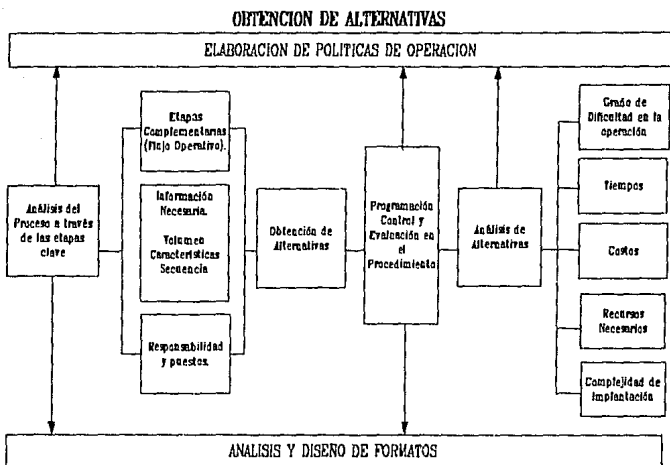 OBTENCION DE ALTERNATIVAS
ELABORACION DE POLITICAS DE OPERACION
Análisis del
Proceso a través
de las etapas
clave
Etapas
Complementarias
(Flujo Operativo).
Información
Necesaria.
Volumen
Características
Secuencia
Responsabilidad
y puestos.
Obtención de
Alternativas
Programación
Control y
Evaluación en
el
Procedimiento
Análisis de
Alternativas
Grado de
Dificultad en la
operación
Tiempos
Costos
Recursos
Necesarios
Complejidad de
Implantación
ANALISIS Y DISEÑO DE FORMATOS